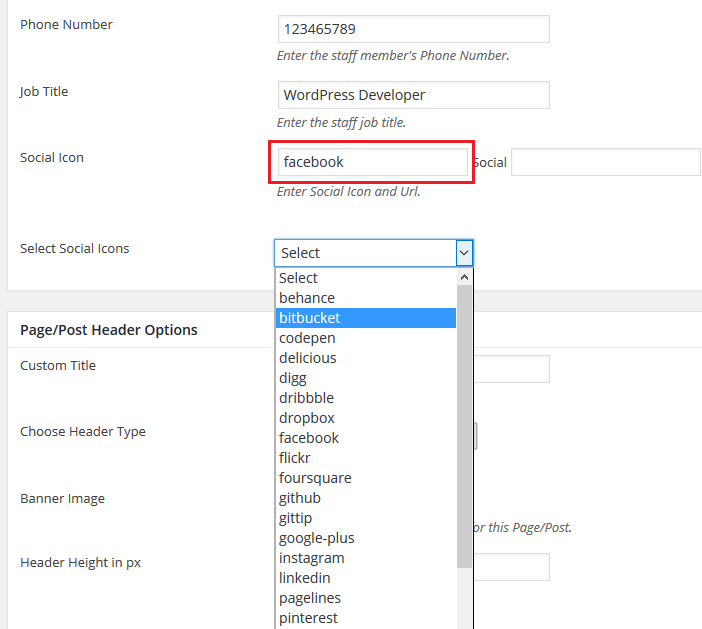 Phone Number 123465789
Enter the staff member's Phone Number.
Job Title WordPress Developer
Enter the staff job title.
Social Icon facebook Social
Enter Social Icon and Url.
Select Social Icons Select
Select
behance
bitbucket
codepen
delicious
digg
dribbble
dropbox
facebook
flickr
foursquare
github
gittip
google-plus
instagram
linkedin
pagelines
pinterest
Page/Post Header Options
Custom Title
Choose Header Type
Banner Image
or this Page/Post.
Header Height in px